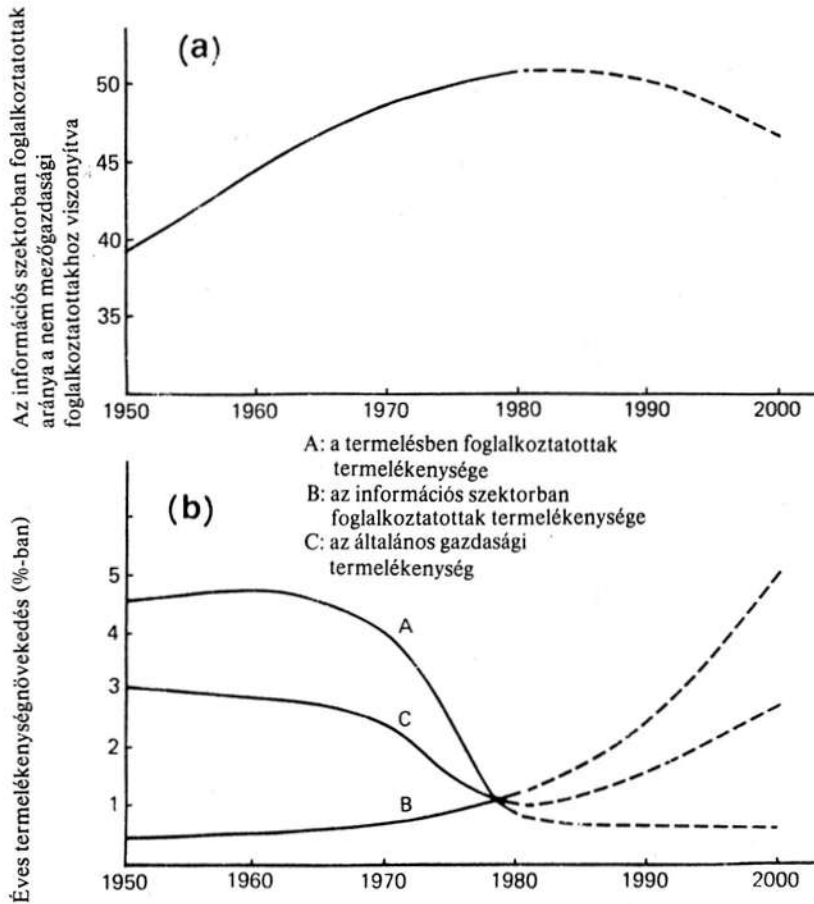 Az információs szektorban foglalkoztatottak
aránya a nem mezőgazdasági
foglalkoztatottakhoz viszonyítva
(a)
50
45
40
35
1950 1960 1970 1980 1990 2000
A: a termelésben foglalkoztatottak
termelékenysége
B: az információs szektorban
foglalkoztatottak termelékenysége
C: az általános gazdasági
termelékenység
Éves termelékenységnövekedés (%-ban)
(b)
5
4
3
2
1
A
C
B
1950 1960 1970 1980 1990 2000